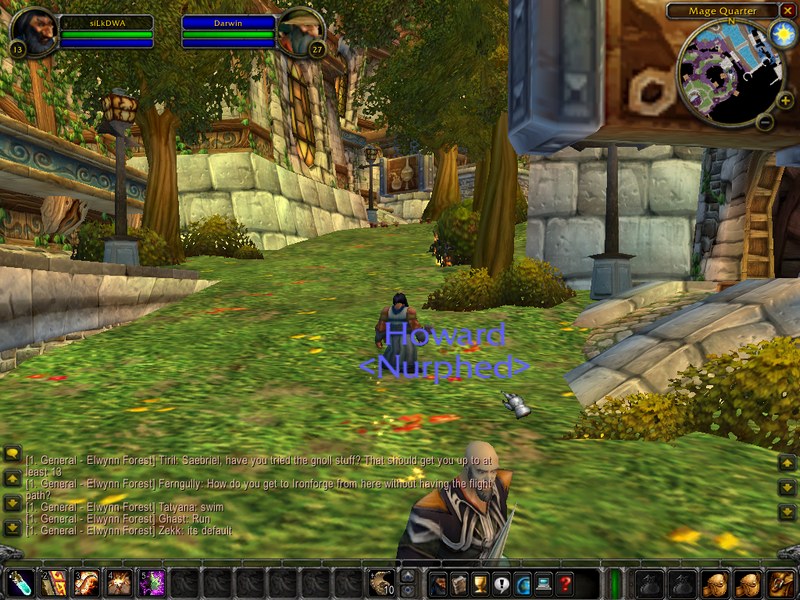 siLkDWA
13
Darwin
27
Mage Quarter
N
Howard
<Nurphed>
[1. General - Elwynn Forest] Tiril: Saebriel, have you tried the gnoll stuff? That should get you up to at
least 13
[1. General - Elwynn Forest] Ferngully: How do you get to Ironforge from here without having the flight
path?
[1. General - Elwynn Forest] Talyana: swim
[1. General - Elwynn Forest] Ghast: Run
[1. General - Elwynn Forest] Zekk: its default
10